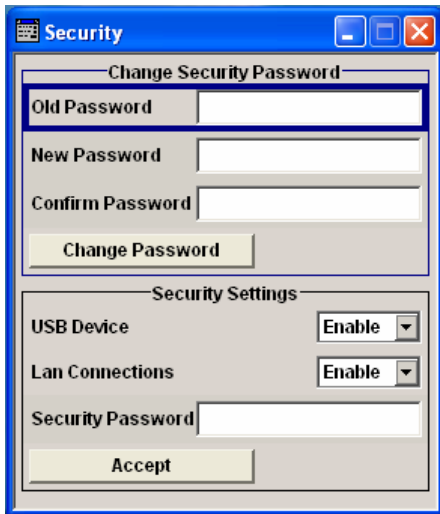 Security
Change Security Password
Old Password
New Password
Confirm Password
Change Password
Security Settings
USB Device Enable
Lan Connections Enable
Security Password
Accept